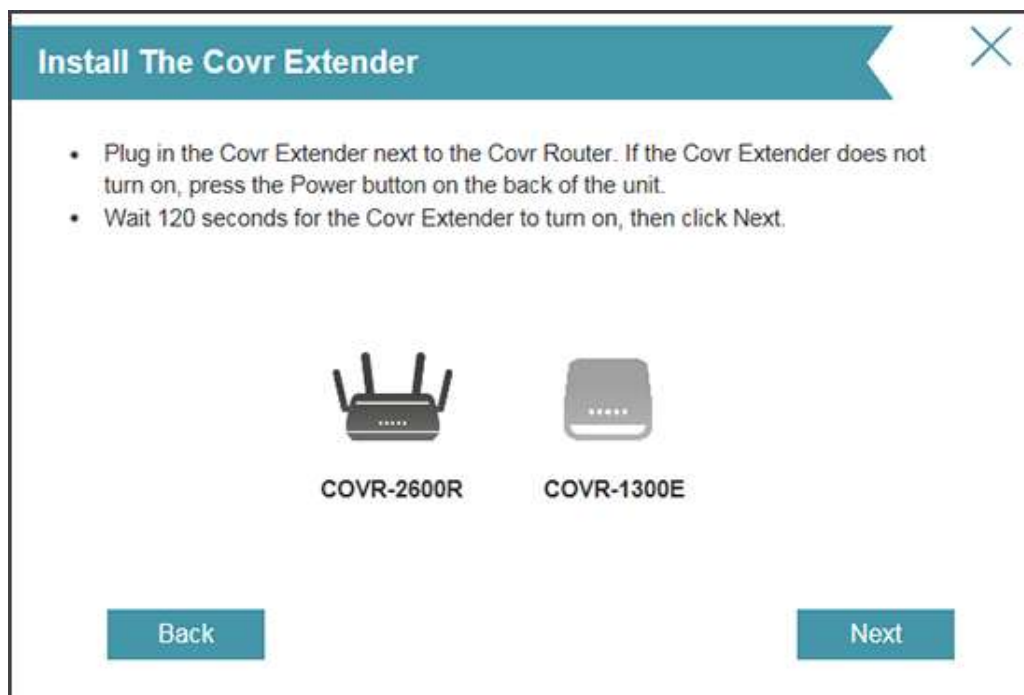 Install The Covr Extender
• Plug in the Covr Extender next to the Covr Router. If the Covr Extender does not
turn on, press the Power button on the back of the unit.
• Wait 120 seconds for the Covr Extender to turn on, then click Next.
COVR-2600R COVR-1300E
Back Next